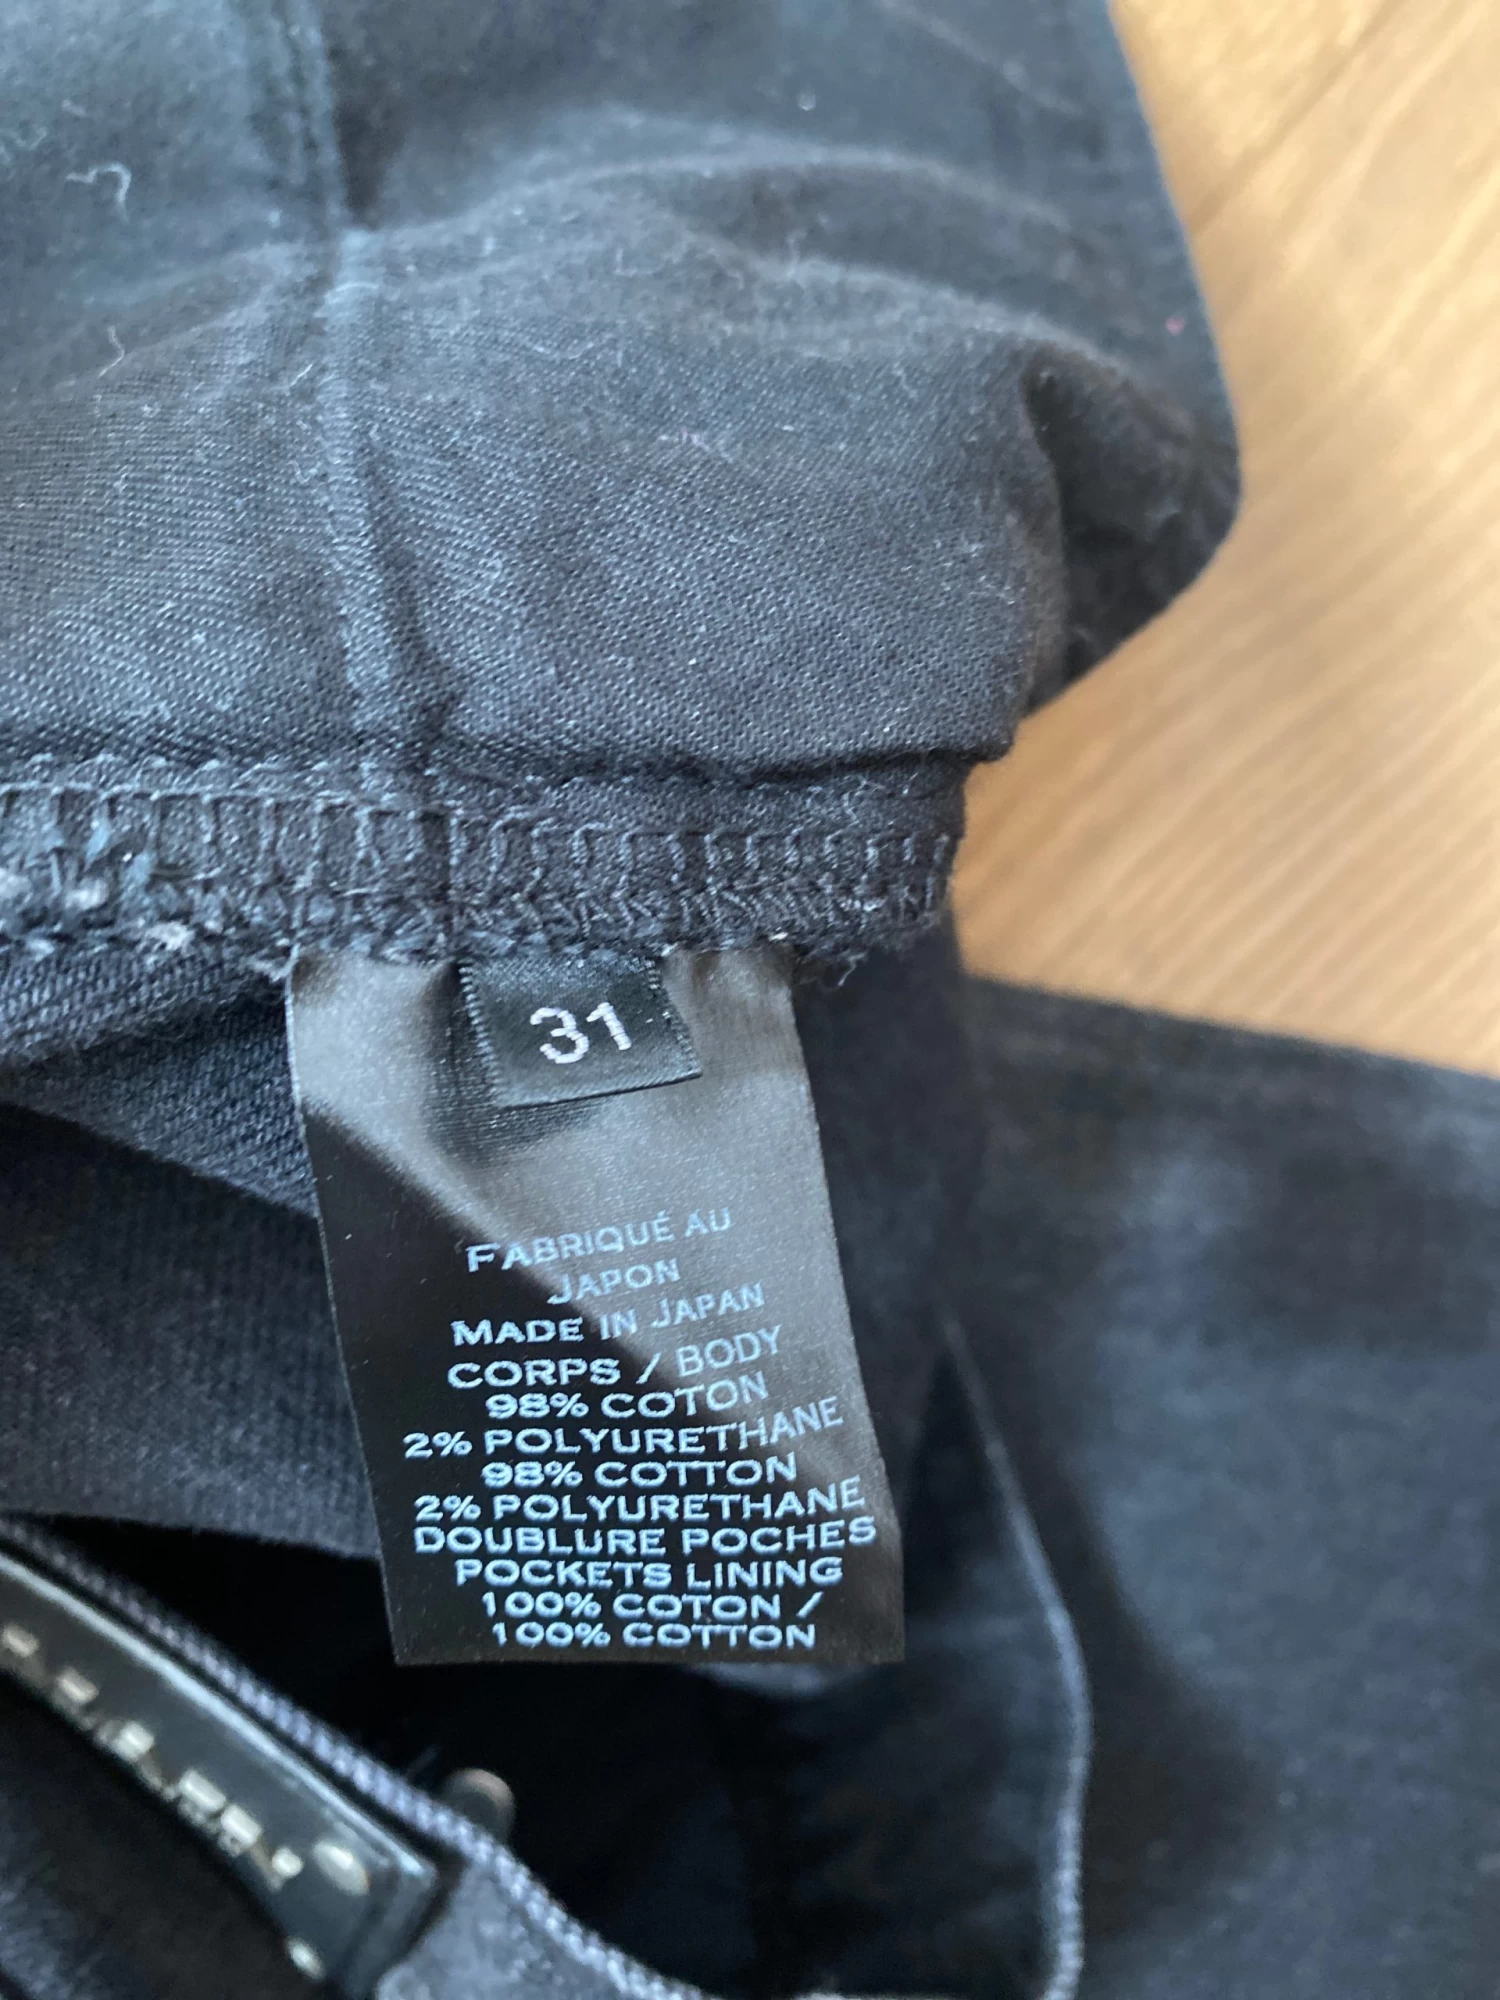 31
FABRIQUÉ AU
JAPON
MADE IN JAPAN
CORPS / BODY
98% COTON
2% POLYURETHANE
98% COTTON
2% POLYURETHANE
DOUBLURE POCHES
POCKETS LINING
100% COTON /
100% COTTON